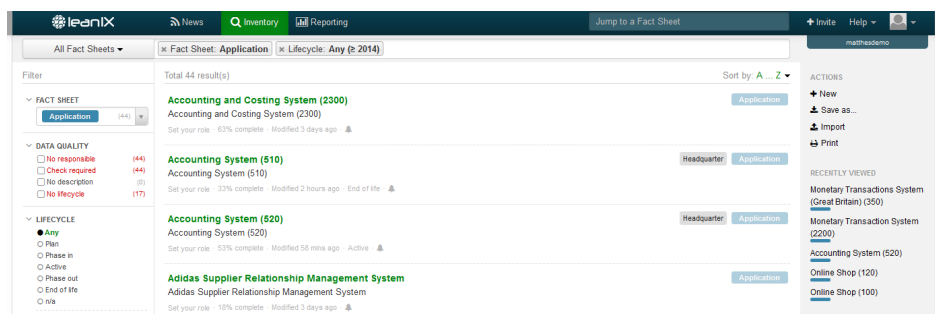 leanIX
News
Inventory
Reporting
Jump to a Fact Sheet
Invite
Help
matthesdemo
All Fact Sheets
× Fact Sheet: Application
× Lifecycle: Any (≥ 2014)
Filter
FACT SHEET
Application (44)
DATA QUALITY
No responsible (44)
Check required (44)
No description (0)
No lifecycle (17)
LIFECYCLE
Any
Plan
Phase in
Active
Phase out
End of life
n/a
Total 44 result(s)
Sort by: A ... Z
Accounting and Costing System (2300)
Application
Accounting and Costing System (2300)
Set your role · 63% complete · Modified 3 days ago ·
Accounting System (510)
Headquarter Application
Accounting System (510)
Set your role · 33% complete · Modified 2 hours ago · End of life ·
Accounting System (520)
Headquarter Application
Accounting System (520)
Set your role · 53% complete · Modified 58 mins ago · Active ·
Adidas Supplier Relationship Management System
Application
Adidas Supplier Relationship Management System
Set your role · 18% complete · Modified 3 days ago ·
ACTIONS
New
Save as...
Import
Print
RECENTLY VIEWED
Monetary Transactions System
(Great Britain) (350)
Monetary Transaction System
(2200)
Accounting System (520)
Online Shop (120)
Online Shop (100)